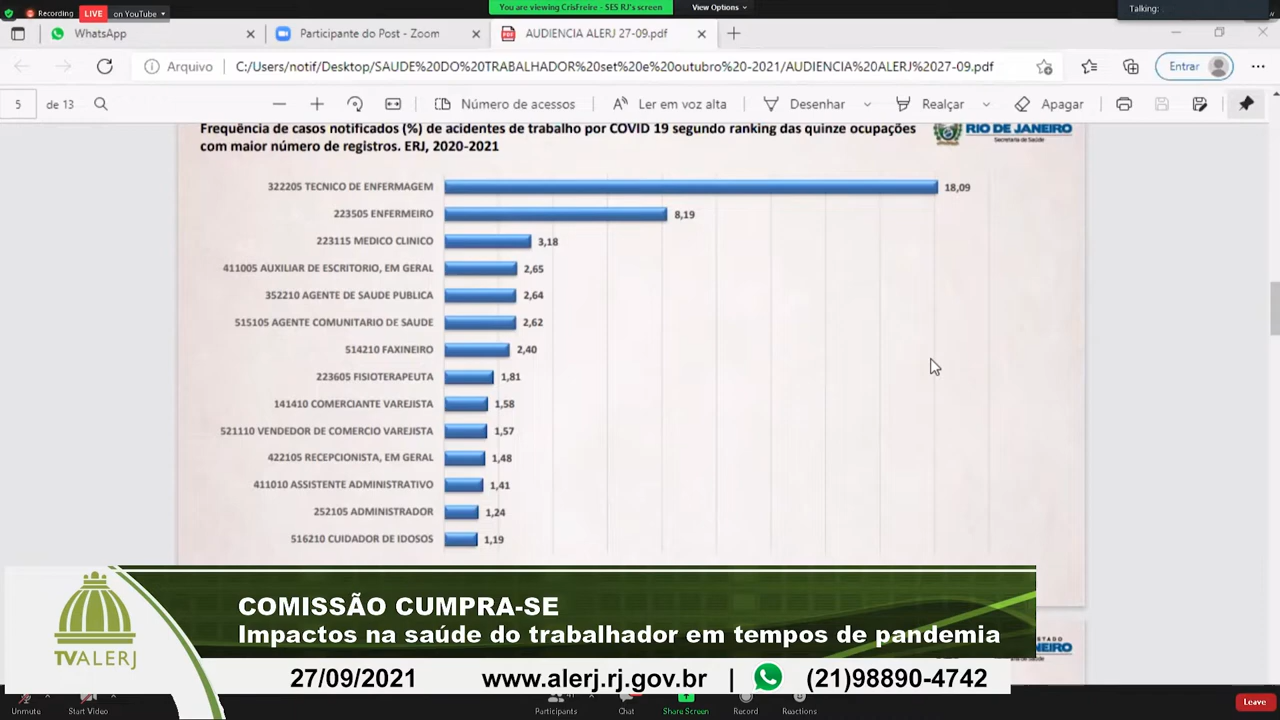 Recording LIVE on YouTube
You are viewing CrisFreire - SES RJ's screen
View Options
Talking:
WhatsApp
Participante do Post - Zoom
AUDIENCIA ALERJ 27-09.pdf
Arquivo
C:/Users/notif/Desktop/SAUDE%20DO%20TRABALHADOR%20set%20e%20outubro%20-2021/AUDIENCIA%20ALERJ%2027-09.pdf
Entrar
5 de 13
Número de acessos
Ler em voz alta
Desenhar
Realçar
Apagar
Frequência de casos notificados (%) de acidentes de trabalho por COVID 19 segundo ranking das quinze ocupações
com maior número de registros. ERJ, 2020-2021
RIO DE JANEIRO
Secretaria de Saúde
322205 TECNICO DE ENFERMAGEM 18,09
223505 ENFERMEIRO 8,19
223115 MEDICO CLINICO 3,18
411005 AUXILIAR DE ESCRITORIO, EM GERAL 2,65
352210 AGENTE DE SAUDE PUBLICA 2,64
515105 AGENTE COMUNITARIO DE SAUDE 2,62
514210 FAXINEIRO 2,40
223605 FISIOTERAPEUTA 1,81
141410 COMERCIANTE VAREJISTA 1,58
521110 VENDEDOR DE COMERCIO VAREJISTA 1,57
422105 RECEPCIONISTA, EM GERAL 1,48
411010 ASSISTENTE ADMINISTRATIVO 1,41
252105 ADMINISTRADOR 1,24
516210 CUIDADOR DE IDOSOS 1,19
COMISSÃO CUMPRA-SE
Impactos na saúde do trabalhador em tempos de pandemia
TVALERJ
27/09/2021 www.alerj.rj.gov.br | (21)98890-4742
Unmute
Start Video
Participants
Chat
Share Screen
Record
Reactions
Leave